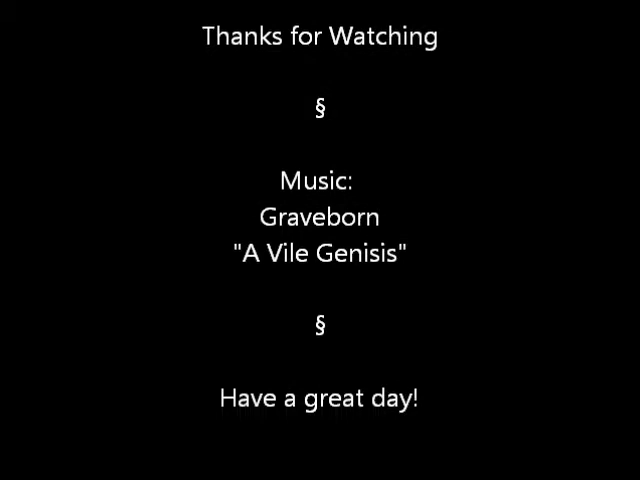 Thanks for Watching
§
Music:
Graveborn
"A Vile Genisis"
§
Have a great day!